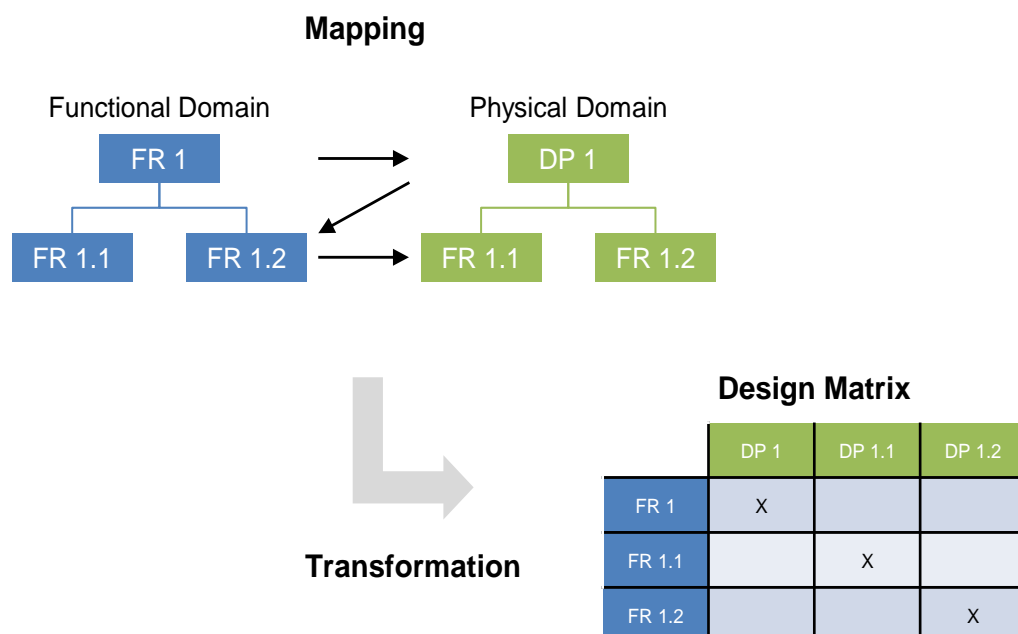 Mapping
Functional Domain
Physical Domain
FR 1
DP 1
FR 1.1
FR 1.2
FR 1.1
FR 1.2
Design Matrix
DP 1
DP 1.1
DP 1.2
FR 1
X
FR 1.1
X
FR 1.2
X
Transformation